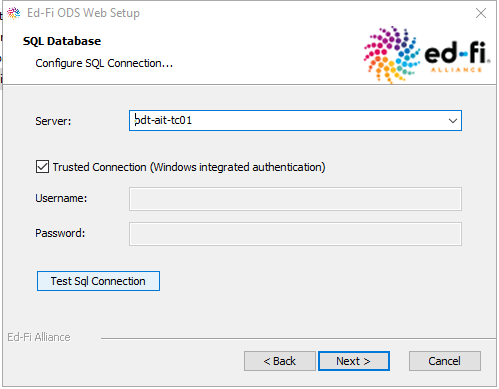 Ed-Fi ODS Web Setup
SQL Database
Configure SQL Connection...
ed-fi
ALLIANCE
Server:
pdt-ait-tc01
Trusted Connection (Windows integrated authentication)
Username:
Password:
Test Sql Connection
Ed-Fi Alliance
< Back
Next >
Cancel